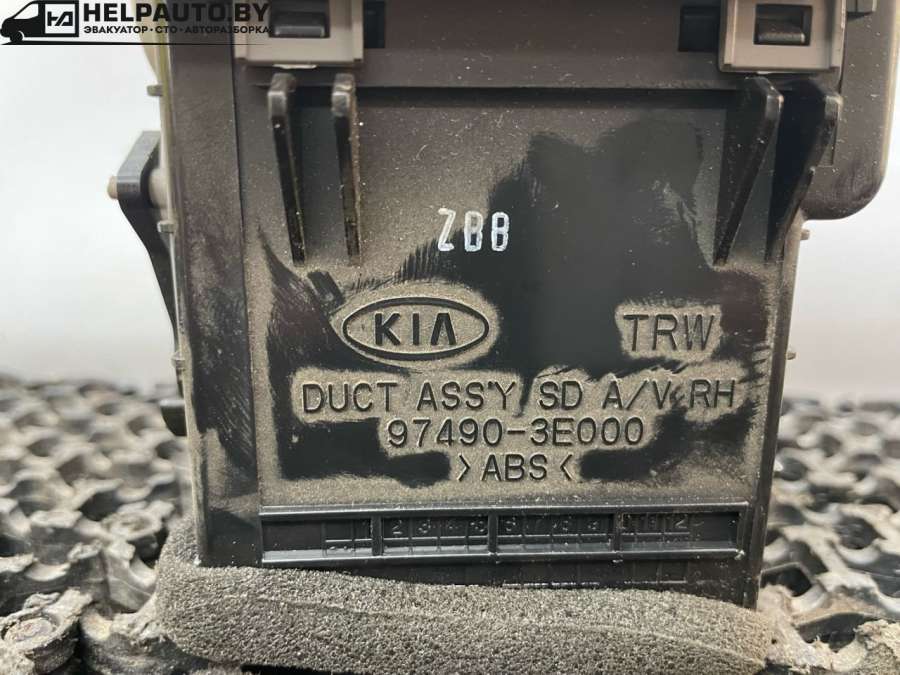 HELPAUTO.BY
ЭВАКУАТОР • СТО • АВТОРАЗБОРКА
ZBB
KIA
TRW
DUCT ASS'Y SD A/V RH
97490-3E000
>ABS<